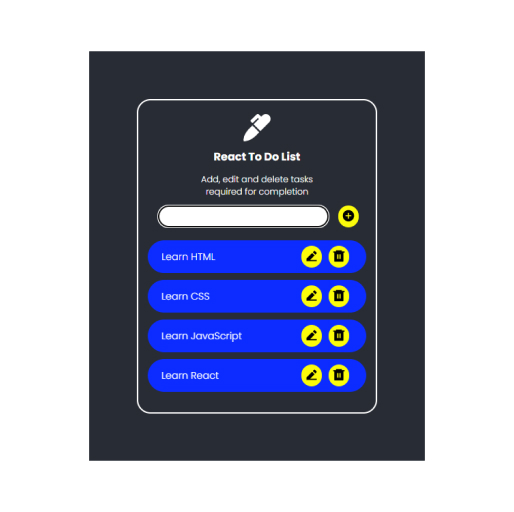 React To Do List
Add, edit and delete tasks
required for completion
Learn HTML
Learn CSS
Learn JavaScript
Learn React